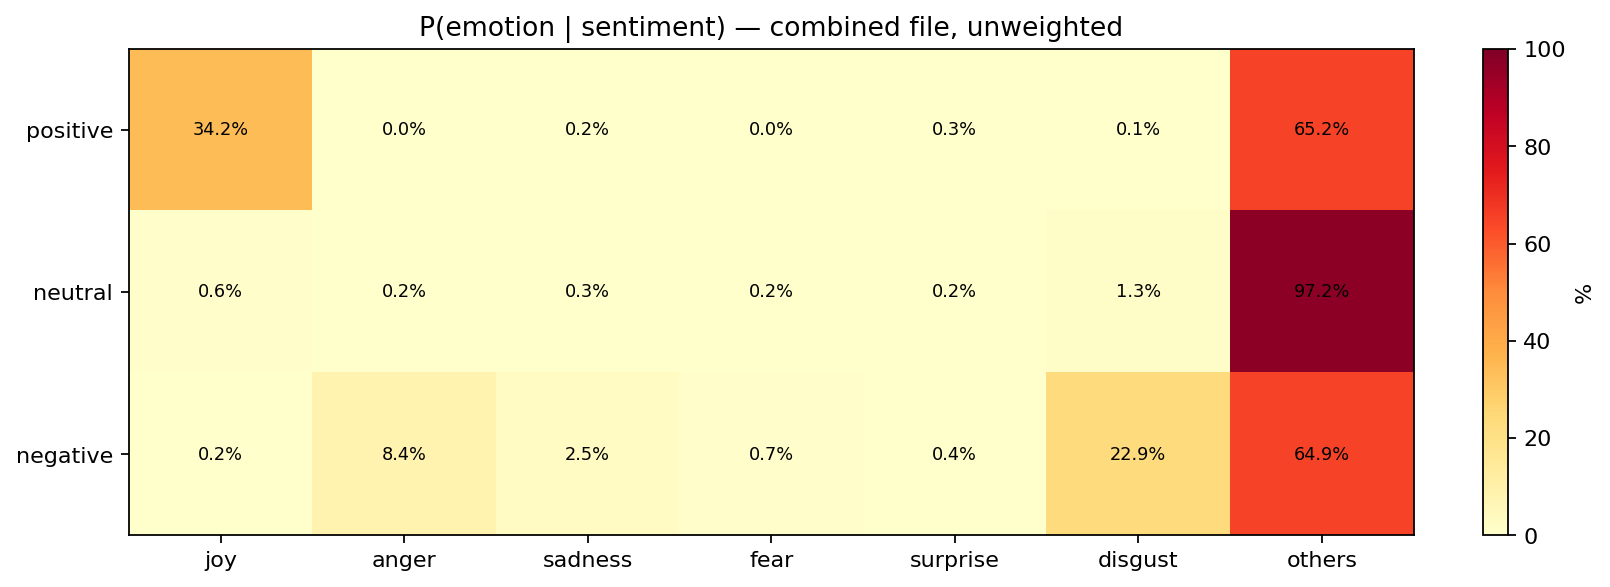 P(emotion | sentiment) — combined file, unweighted
positive 34.2% 0.0% 0.2% 0.0% 0.3% 0.1% 65.2%
neutral 0.6% 0.2% 0.3% 0.2% 0.2% 1.3% 97.2%
negative 0.2% 8.4% 2.5% 0.7% 0.4% 22.9% 64.9%
joy anger sadness fear surprise disgust others
100
80
60
40
20
0
%